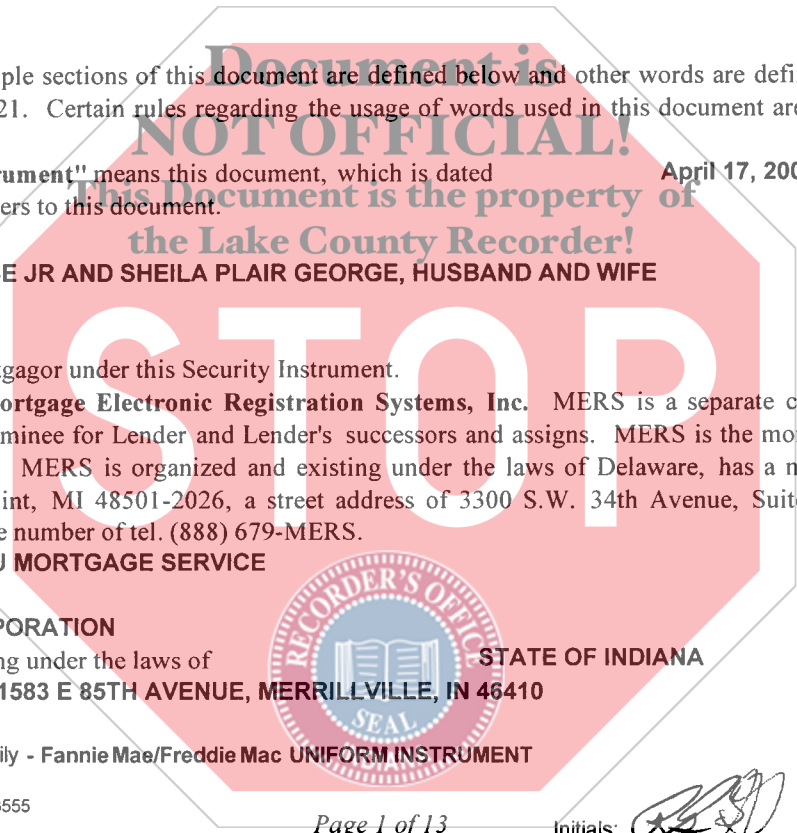 Document is
ple sections of this document are defined below and other words are defi
21. Certain rules regarding the usage of words used in this document are
NOT OFFICIAL!
rument" means this document, which is dated April 17, 200
This Document is the property of
ers to this document.
the Lake County Recorder!
E JR AND SHEILA PLAIR GEORGE, HUSBAND AND WIFE
STOP
tgagor under this Security Instrument.
ortgage Electronic Registration Systems, Inc. MERS is a separate c
minee for Lender and Lender's successors and assigns. MERS is the mor
MERS is organized and existing under the laws of Delaware, has a m
int, MI 48501-2026, a street address of 3300 S.W. 34th Avenue, Suite
e number of tel. (888) 679-MERS.
U MORTGAGE SERVICE
PORATION
ng under the laws of STATE OF INDIANA
1583 E 85TH AVENUE, MERRILLVILLE, IN 46410
RECORDER'S OFFICE
SEAL
INDIANA
ily - Fannie Mae/Freddie Mac UNIFORM INSTRUMENT
555
Page 1 of 13 Initials: